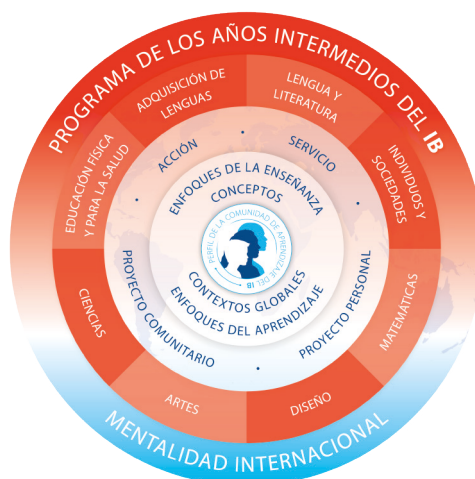 PROGRAMA DE LOS AÑOS INTERMEDIOS DEL IB
ADQUISICIÓN DE
LENGUAS
LENGUA Y
LITERATURA
INDIVIDUOS Y
SOCIEDADES
MATEMÁTICAS
DISEÑO
ARTES
CIENCIAS
EDUCACIÓN FÍSICA
Y PARA LA SALUD
ACCIÓN
SERVICIO
PROYECTO PERSONAL
PROYECTO COMUNITARIO
ENFOQUES DE LA ENSEÑANZA
CONCEPTOS
PERFIL DE LA COMUNIDAD DE APRENDIZAJE DEL IB
CONTEXTOS GLOBALES
ENFOQUES DEL APRENDIZAJE
MENTALIDAD INTERNACIONAL